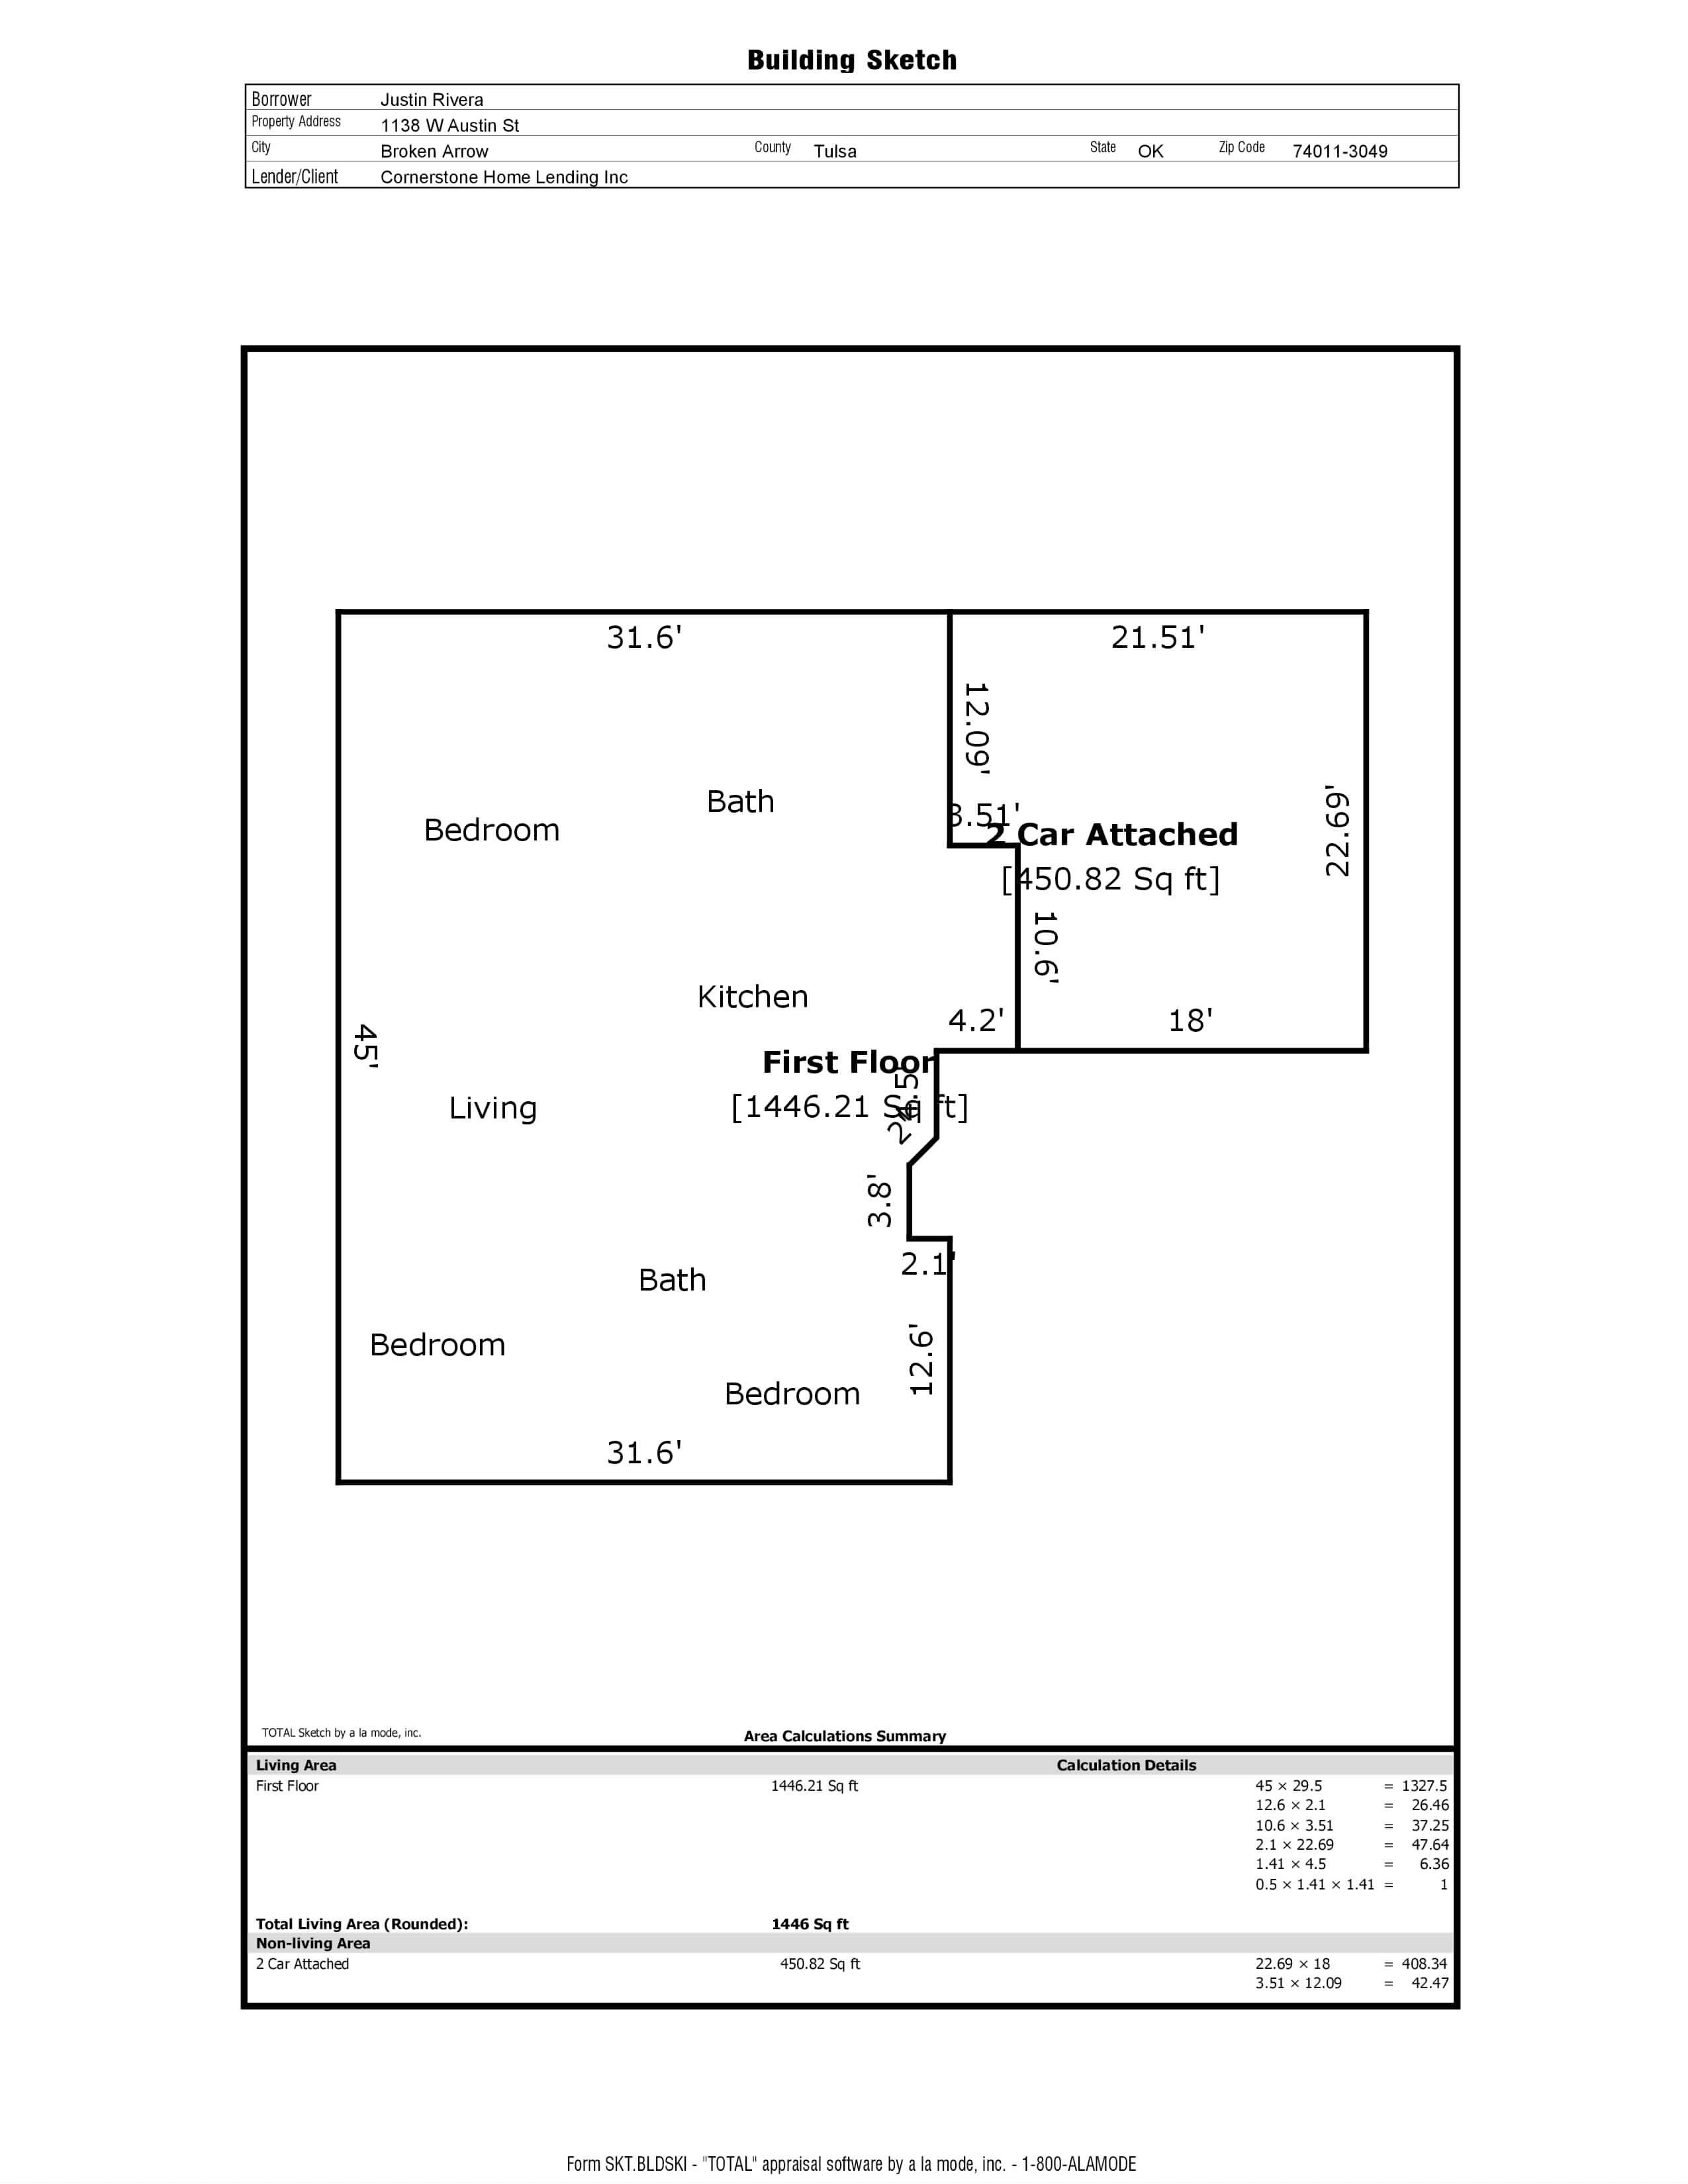 Building Sketch
Borrower Justin Rivera
Property Address 1138 W Austin St
City Broken Arrow County Tulsa State OK Zip Code 74011-3049
Lender/Client Cornerstone Home Lending Inc
31.6' 21.51'
12.09'
Bath
Bedroom
3.51'
2 Car Attached
22.69'
[450.82 Sq ft]
10.6'
Kitchen
4.2' 18'
45'
First Floor
[1446.21 Sq ft]
Living
3.8'
2.1'
Bath
12.6'
Bedroom
Bedroom
31.6'
TOTAL Sketch by a la mode, inc. Area Calculations Summary
Living Area Calculation Details
First Floor 1446.21 Sq ft 45 × 29.5 = 1327.5
12.6 × 2.1 = 26.46
10.6 × 3.51 = 37.25
2.1 × 22.69 = 47.64
1.41 × 4.5 = 6.36
0.5 × 1.41 × 1.41 = 1
Total Living Area (Rounded): 1446 Sq ft
Non-living Area
2 Car Attached 450.82 Sq ft 22.69 × 18 = 408.34
3.51 × 12.09 = 42.47
Form SKT.BLDSKI - "TOTAL" appraisal software by a la mode, inc. - 1-800-ALAMODE